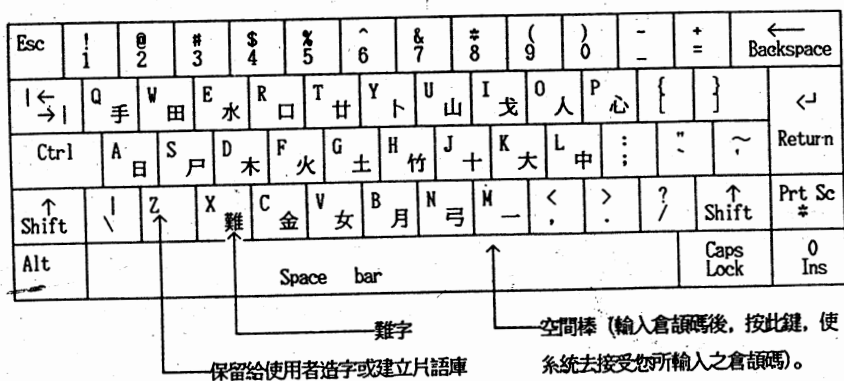 Esc ! 1 @ 2 # 3 $ 4 % 5 ^ 6 & 7 * 8 ( 9 ) 0 - _ + = ← Backspace
|← →| Q 手 W 田 E 水 R 口 T 廿 Y 卜 U 山 I 戈 O 人 P 心 { [ } ] ↵ Return
Ctrl A 日 S 尸 D 木 F 火 G 土 H 竹 J 十 K 大 L 中 : ; " ` ~ '
↑ Shift | \ Z X 難 C 金 V 女 B 月 N 弓 M 一 < , > . ? / ↑ Shift Prt Sc *
Alt Space bar Caps Lock 0 Ins
難字
空間棒（輸入倉頡碼後，按此鍵，使
系統去接受您所輸入之倉頡碼）。
保留給使用者造字或建立片語庫